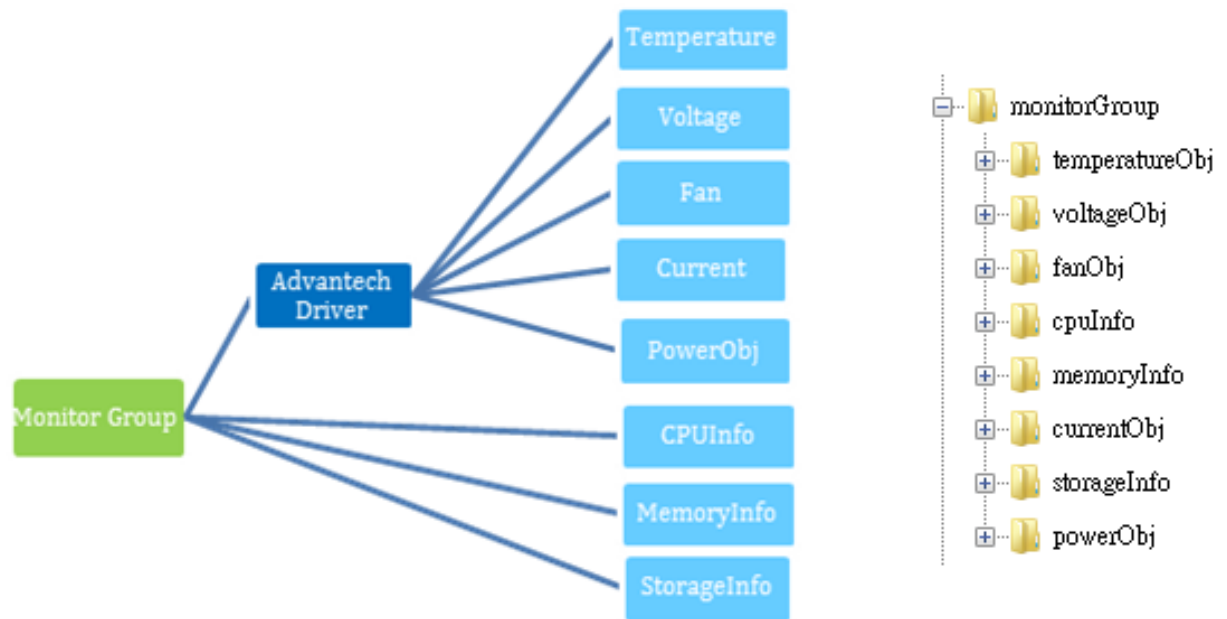 Temperature
Voltage
Fan
Current
PowerObj
Advantech
Driver
Monitor Group
CPUInfo
MemoryInfo
StorageInfo
monitorGroup
temperatureObj
voltageObj
fanObj
cpuInfo
memoryInfo
currentObj
storageInfo
powerObj